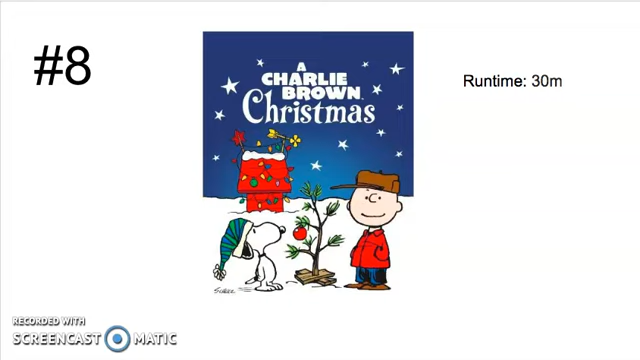 #8
A
CHARLIE
BROWN
Christmas
Runtime: 30m
RECORDED WITH
SCREENCAST MATIC